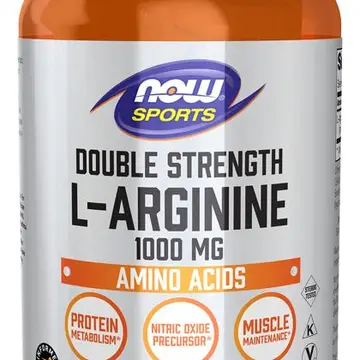 NOW
SPORTS
DOUBLE STRENGTH
L-ARGININE
1000 MG
AMINO ACIDS
PROTEIN
METABOLISM*
NITRIC OXIDE
PRECURSOR*
MUSCLE
MAINTENANCE*
K